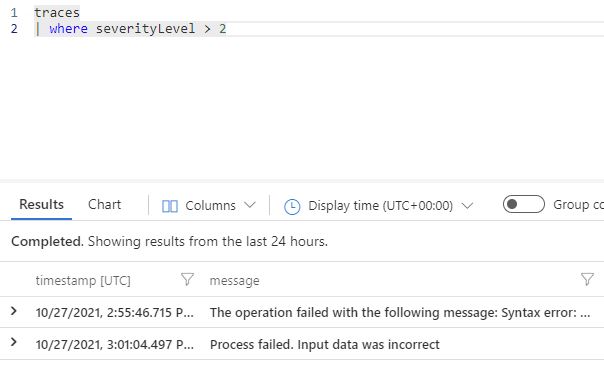 1 traces
2 | where severityLevel > 2
Results Chart Columns Display time (UTC+00:00) Group
Completed. Showing results from the last 24 hours.
timestamp [UTC] message
10/27/2021, 2:55:46.715 P... The operation failed with the following message: Syntax error: ...
10/27/2021, 3:01:04.497 P... Process failed. Input data was incorrect